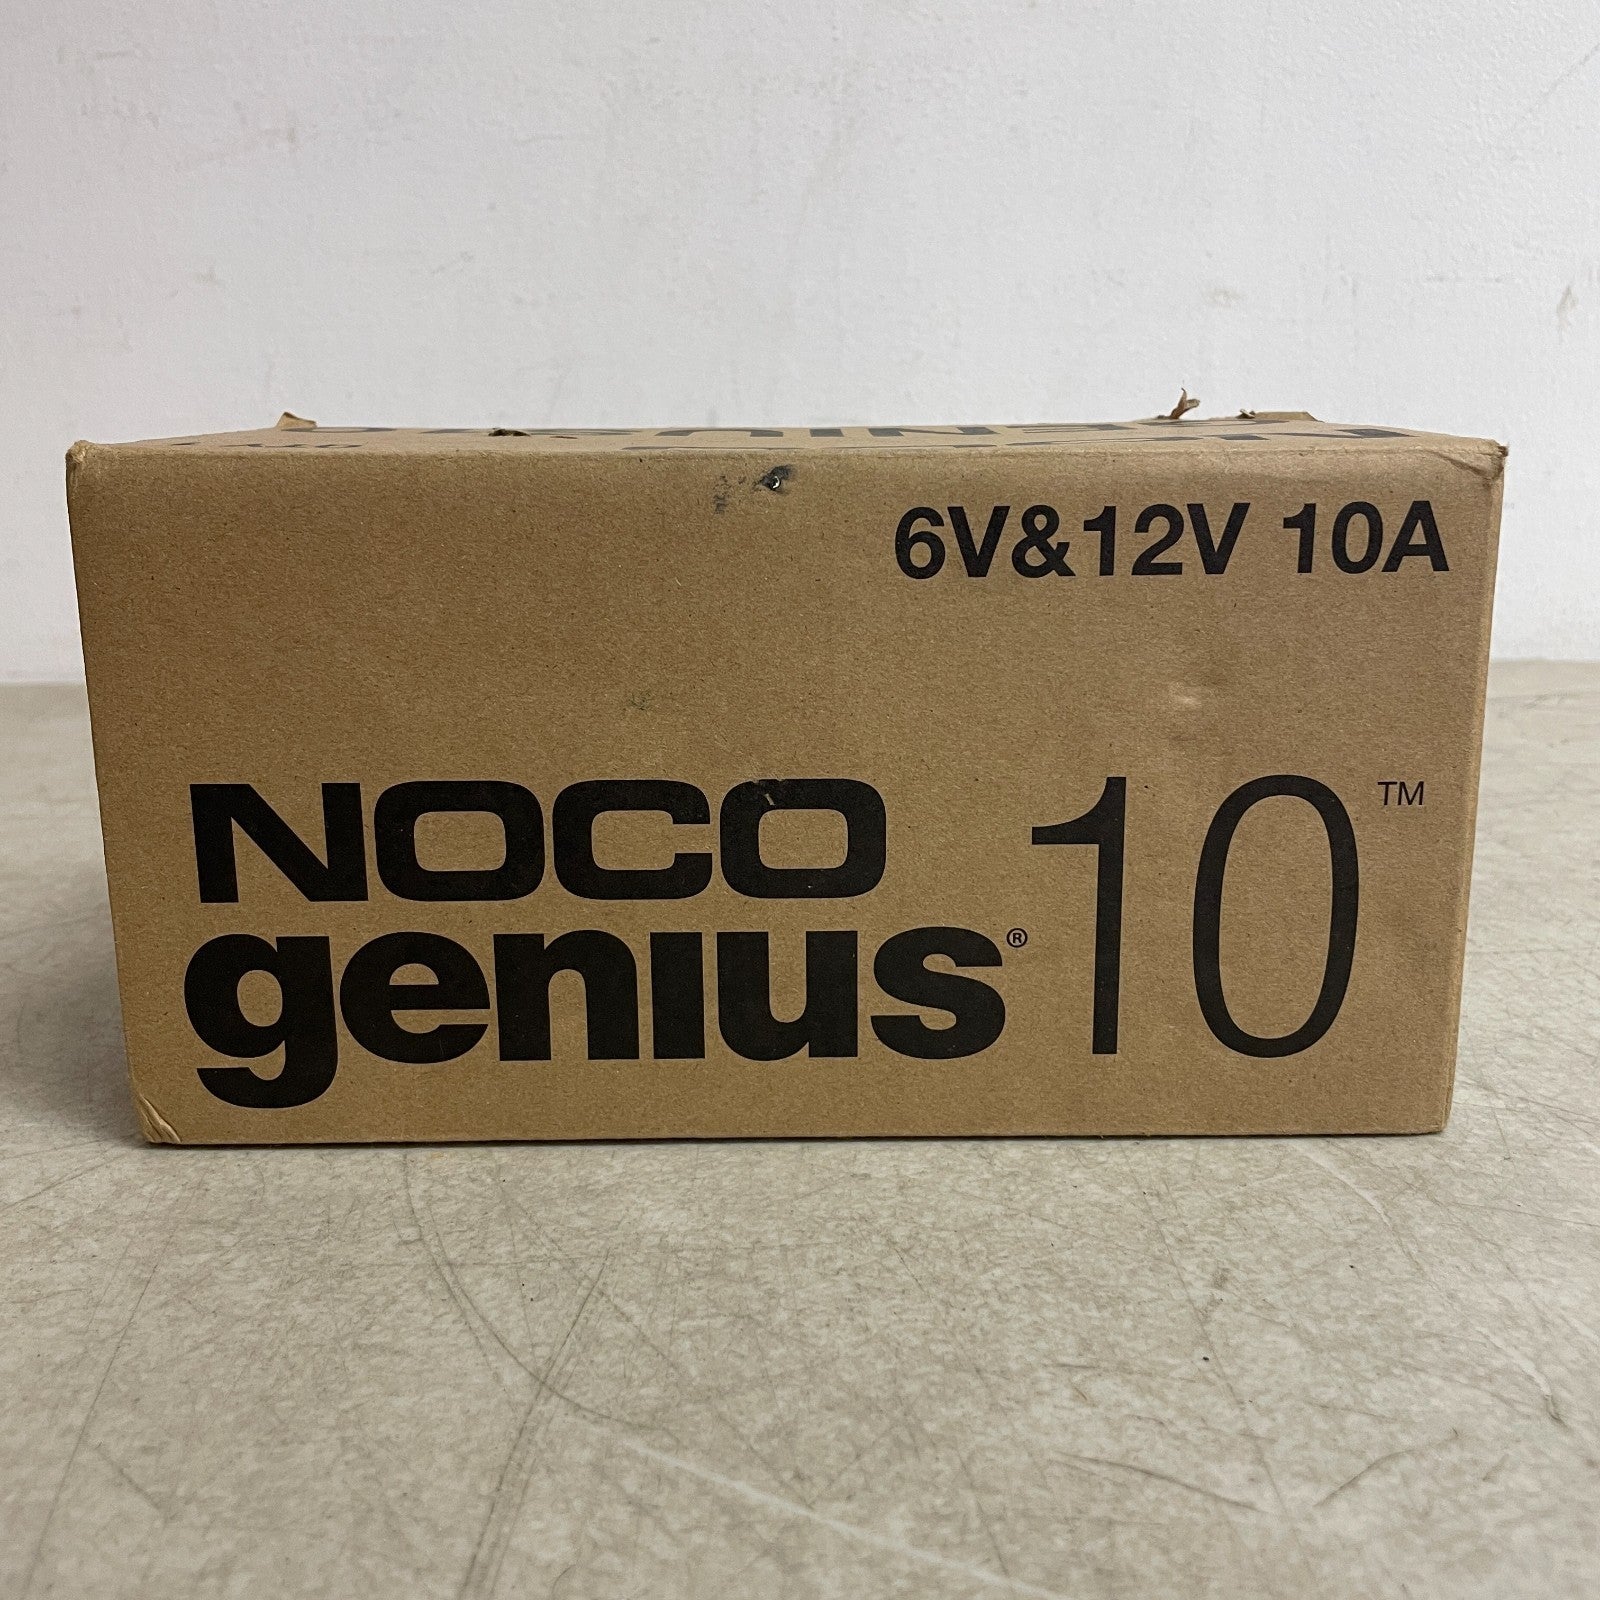 6V&12V 10A
NOCO
genius® 10™